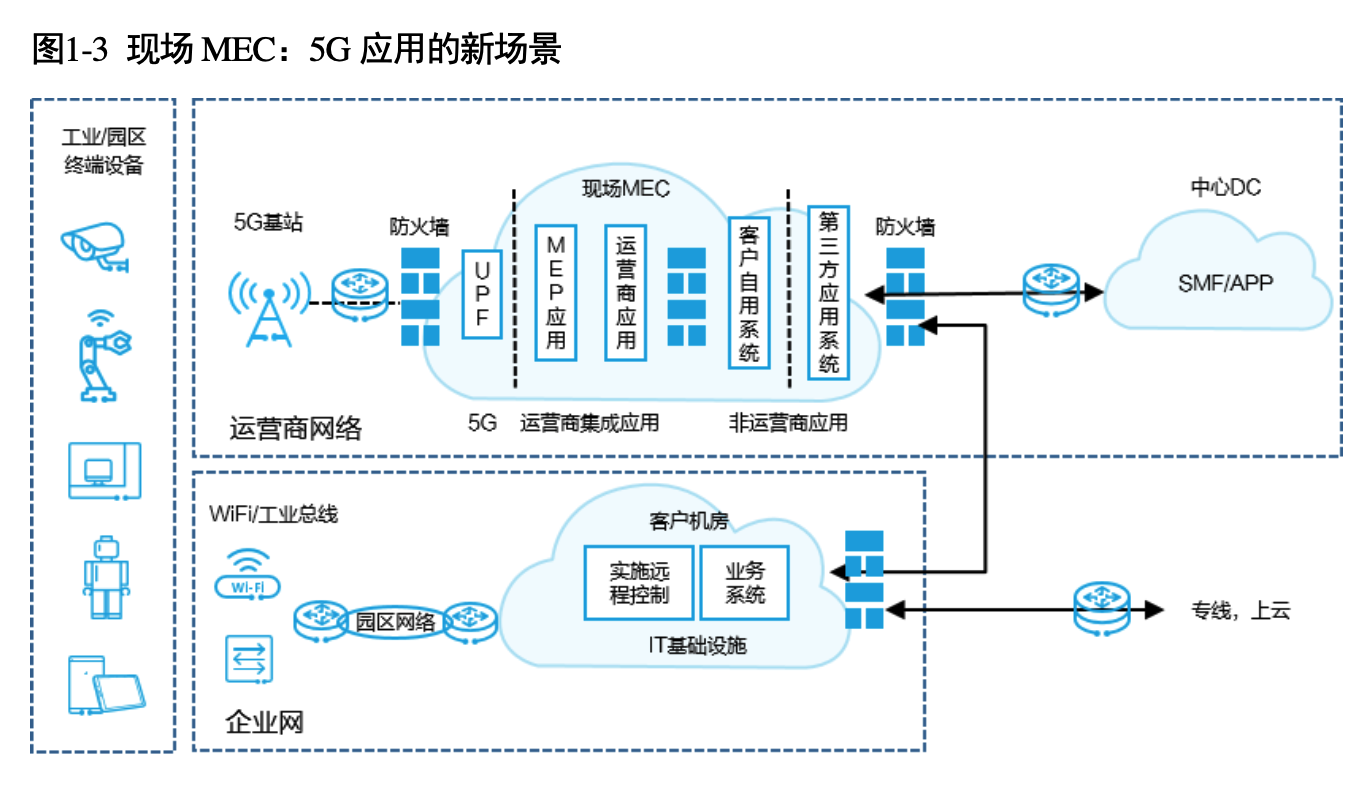 图1-3 现场 MEC：5G 应用的新场景
工业/园区
终端设备
5G基站
防火墙
UPF
现场MEC
MEP应用
运营商应用
客户自用系统
第三方应用系统
防火墙
中心DC
SMF/APP
运营商网络
5G
运营商集成应用
非运营商应用
WiFi/工业总线
Wi-Fi
园区网络
客户机房
实施远
程控制
业务
系统
IT基础设施
专线，上云
企业网